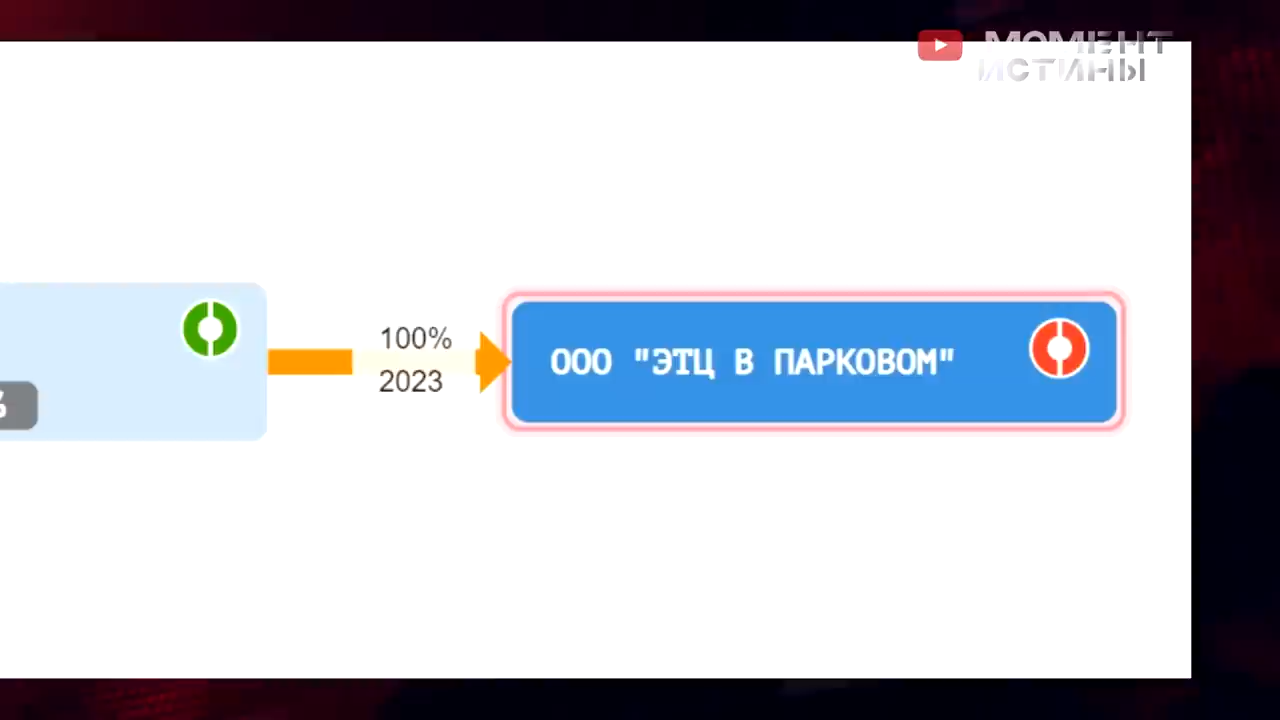 МОМЕНТ
ИСТИНЫ
100%
2023
ООО "ЭТЦ В ПАРКОВОМ"
%